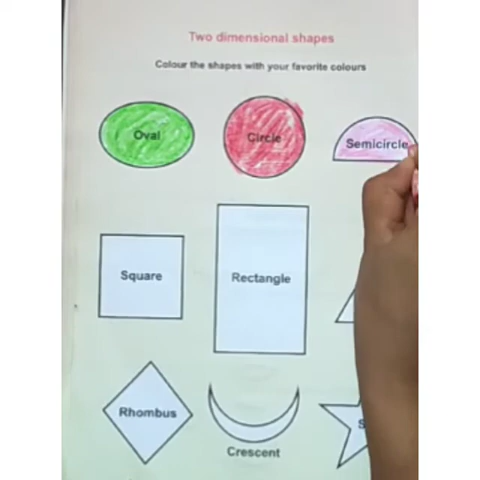 Two dimensional shapes
Colour the shapes with your favorite colours
Oval
Circle
Semicircle
Square
Rectangle
Rhombus
Crescent
S